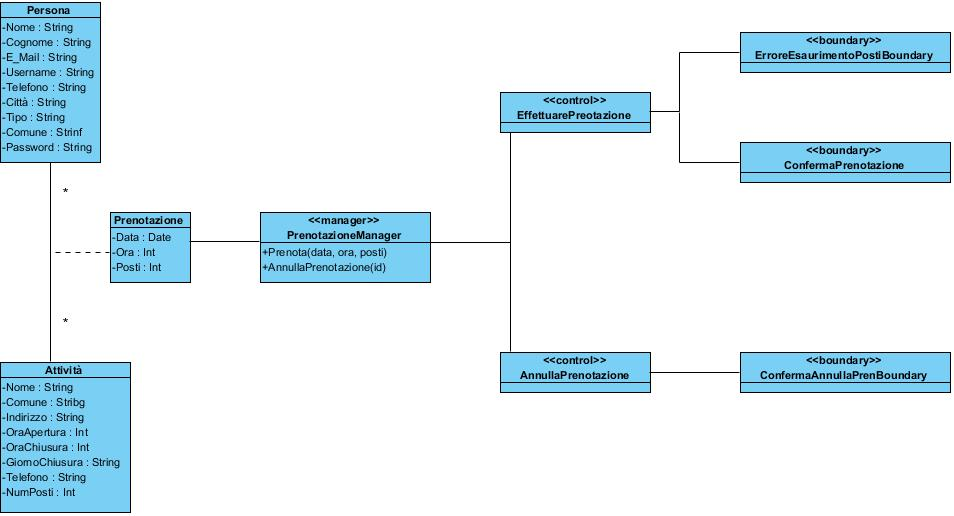 Persona
-Nome : String
-Cognome : String
-E_Mail : String
-Username : String
-Telefono : String
-Città : String
-Tipo : String
-Comune : Strinf
-Password : String
*
Prenotazione
-Data : Date
-Ora : Int
-Posti : Int
<<manager>>
PrenotazioneManager
+Prenota(data, ora, posti)
+AnnullaPrenotazione(id)
*
Attività
-Nome : String
-Comune : Stribg
-Indirizzo : String
-OraApertura : Int
-OraChiusura : Int
-GiornoChiusura : String
-Telefono : String
-NumPosti : Int
<<control>>
EffettuarePreotazione
<<boundary>>
ErroreEsaurimentoPostiBoundary
<<boundary>>
ConfermaPrenotazione
<<control>>
AnnullaPrenotazione
<<boundary>>
ConfermaAnnullaPrenBoundary